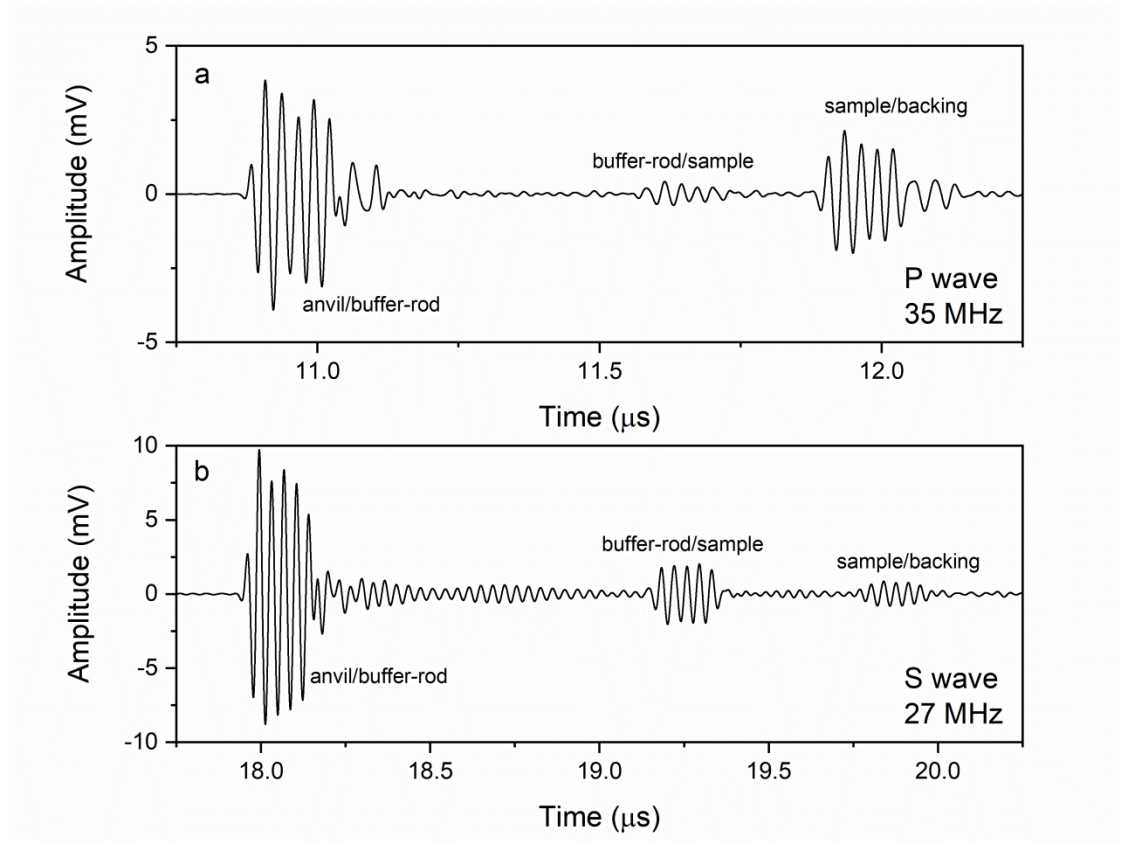 a
5
0
-5
Amplitude (mV)
anvil/buffer-rod
buffer-rod/sample
sample/backing
P wave
35 MHz
11.0
11.5
12.0
Time (μs)
b
10
5
0
-5
-10
Amplitude (mV)
anvil/buffer-rod
buffer-rod/sample
sample/backing
S wave
27 MHz
18.0
18.5
19.0
19.5
20.0
Time (μs)